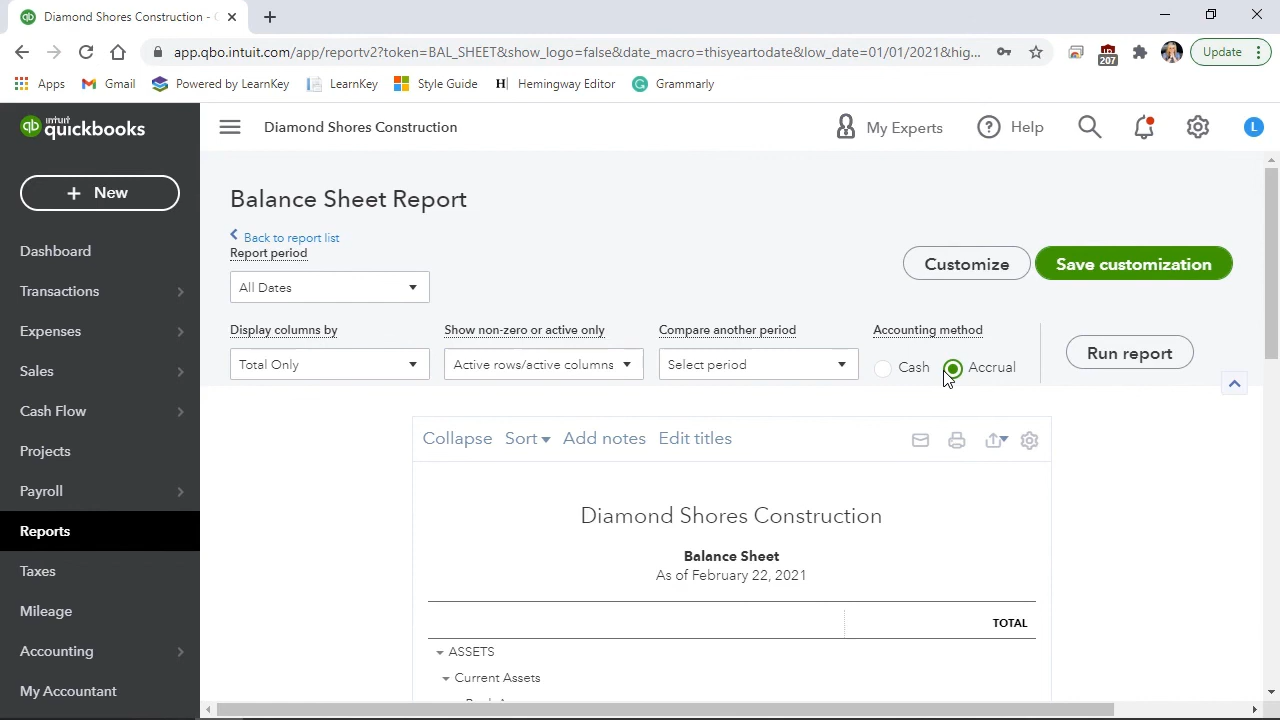 Diamond Shores Construction -
app.qbo.intuit.com/app/reportv2?token=BAL_SHEET&show_logo=false&date_macro=thisyeartodate&low_date=01/01/2021&hig...
207
Update
Apps Gmail Powered by LearnKey LearnKey Style Guide Hemingway Editor Grammarly
intuit
quickbooks
Diamond Shores Construction
My Experts
Help
L
+ New
Dashboard
Transactions
Expenses
Sales
Cash Flow
Projects
Payroll
Reports
Taxes
Mileage
Accounting
My Accountant
Balance Sheet Report
Back to report list
Report period
All Dates
Customize
Save customization
Display columns by Show non-zero or active only Compare another period Accounting method
Total Only Active rows/active columns Select period Cash Accrual
Run report
Collapse Sort Add notes Edit titles
Diamond Shores Construction
Balance Sheet
As of February 22, 2021
TOTAL
ASSETS
Current Assets